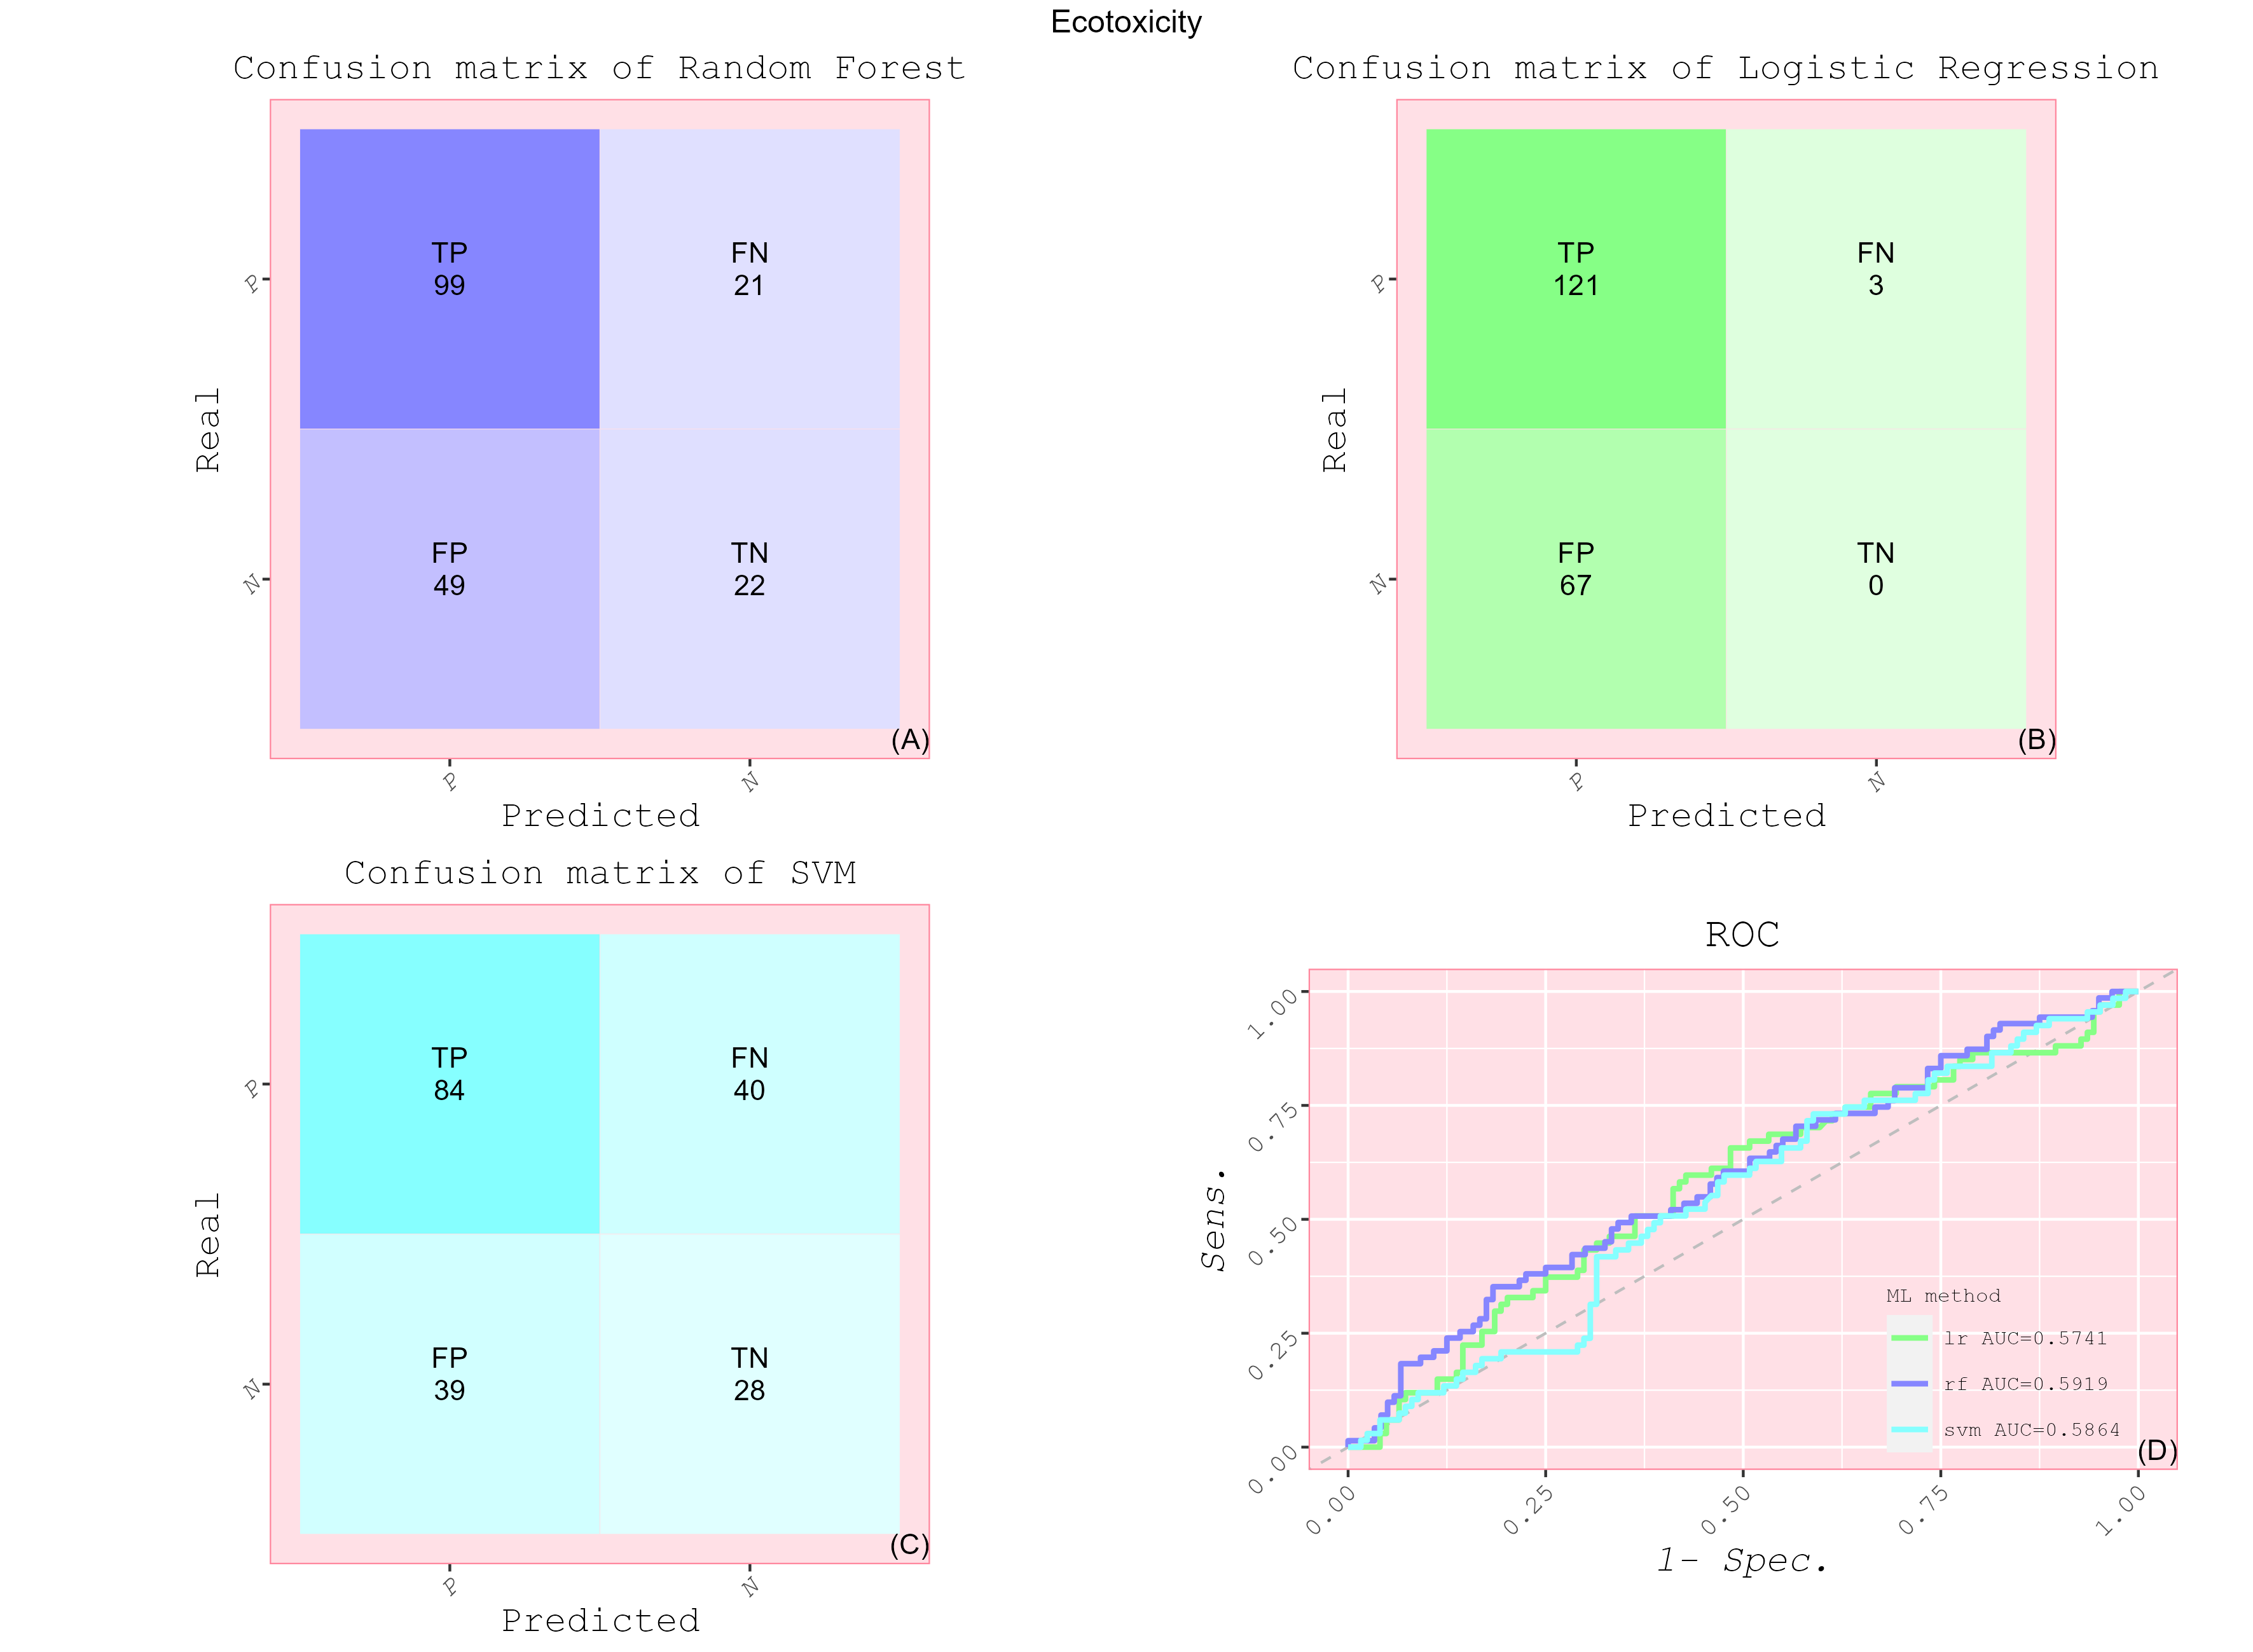 Ecotoxicity
Confusion matrix of Random Forest
TP
99
FN
21
FP
49
TN
22
P
N
Real
P
N
Predicted
(A)
Confusion matrix of Logistic Regression
TP
121
FN
3
FP
67
TN
0
P
N
Real
P
N
Predicted
(B)
Confusion matrix of SVM
TP
84
FN
40
FP
39
TN
28
P
N
Real
P
N
Predicted
(C)
ROC
1.00
0.75
0.50
0.25
0.00
Sens.
ML method
lr AUC=0.5741
rf AUC=0.5919
svm AUC=0.5864
(D)
0.00
0.25
0.50
0.75
1.00
1- Spec.